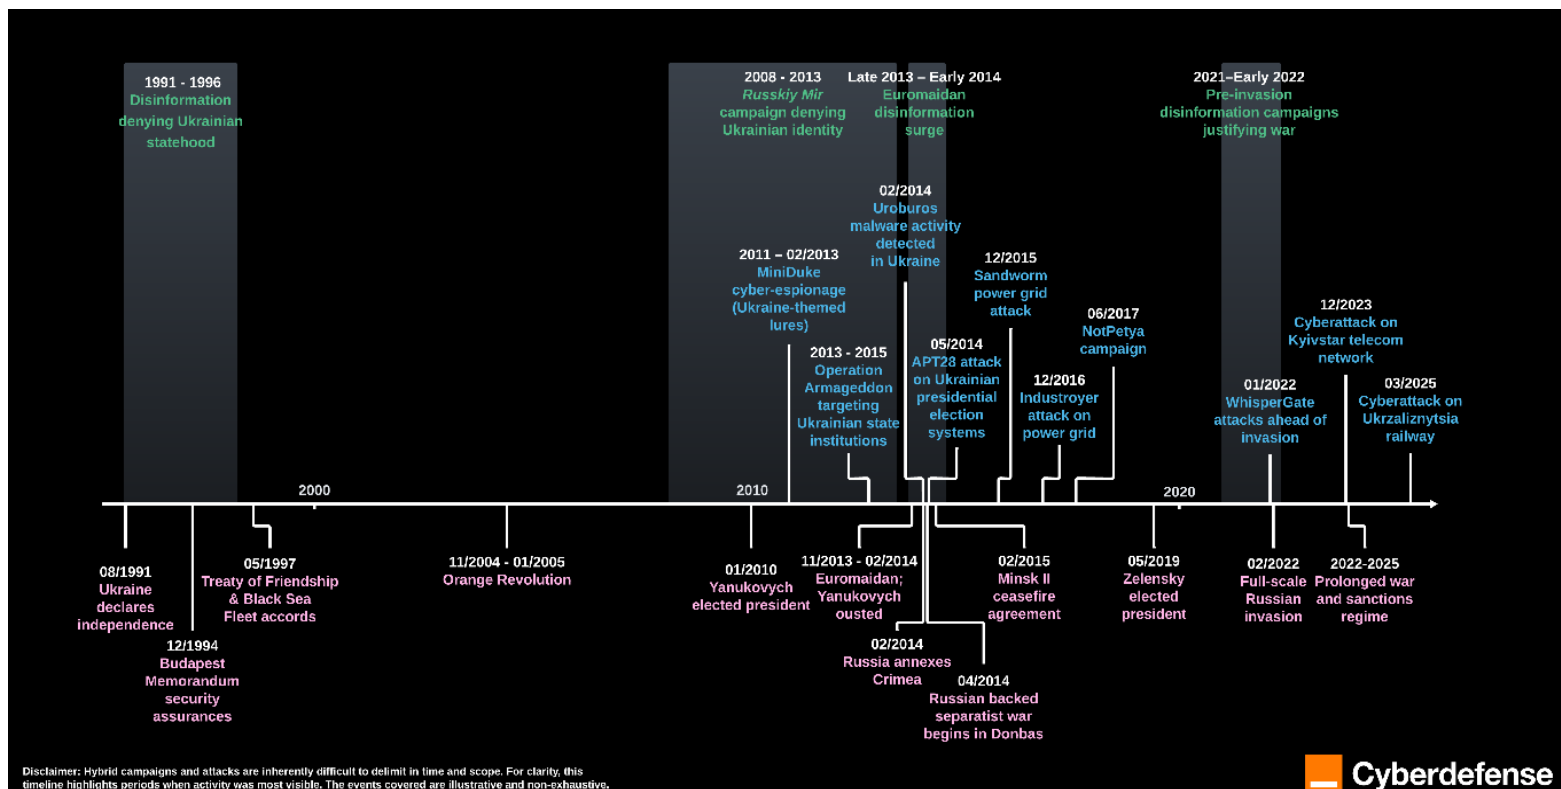 1991 - 1996
Disinformation
denying Ukrainian
statehood
2008 - 2013
Russkiy Mir
campaign denying
Ukrainian identity
Late 2013 – Early 2014
Euromaidan
disinformation
surge
2021–Early 2022
Pre-invasion
disinformation campaigns
justifying war
2011 – 02/2013
MiniDuke
cyber-espionage
(Ukraine-themed
lures)
2013 - 2015
Operation
Armageddon
targeting
Ukrainian state
institutions
02/2014
Uroburos
malware activity
detected
in Ukraine
05/2014
APT28 attack
on Ukrainian
presidential
election
systems
12/2015
Sandworm
power grid
attack
12/2016
Industroyer
attack on
power grid
06/2017
NotPetya
campaign
01/2022
WhisperGate
attacks ahead of
invasion
12/2023
Cyberattack on
Kyivstar telecom
network
03/2025
Cyberattack on
Ukrzaliznytsia
railway
2000
2010
2020
08/1991
Ukraine
declares
independence
12/1994
Budapest
Memorandum
security
assurances
05/1997
Treaty of Friendship
& Black Sea
Fleet accords
11/2004 - 01/2005
Orange Revolution
01/2010
Yanukovych
elected president
11/2013 - 02/2014
Euromaidan;
Yanukovych
ousted
02/2014
Russia annexes
Crimea
04/2014
Russian backed
separatist war
begins in Donbas
02/2015
Minsk II
ceasefire
agreement
05/2019
Zelensky
elected
president
02/2022
Full-scale
Russian
invasion
2022-2025
Prolonged war
and sanctions
regime
Disclaimer: Hybrid campaigns and attacks are inherently difficult to delimit in time and scope. For clarity, this
timeline highlights periods when activity was most visible. The events covered are illustrative and non-exhaustive.
Cyberdefense